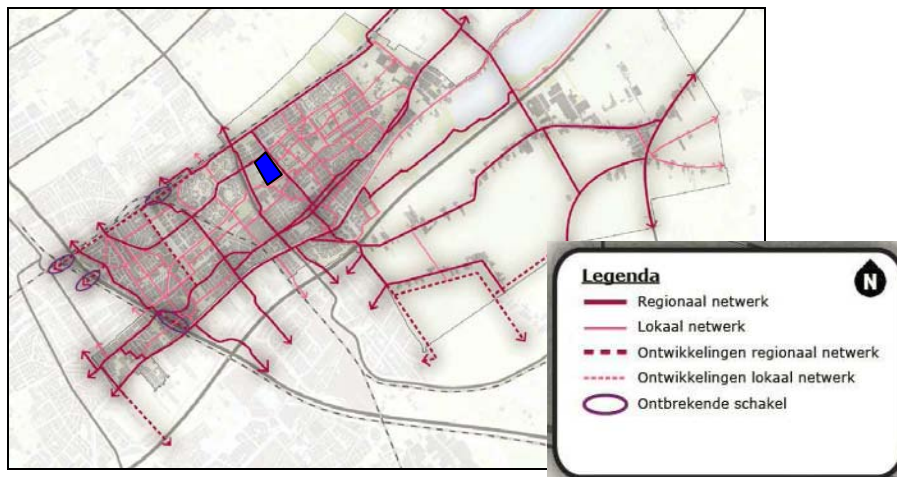 Legenda
N
Regionaal netwerk
Lokaal netwerk
Ontwikkelingen regionaal netwerk
Ontwikkelingen lokaal netwerk
Ontbrekende schakel